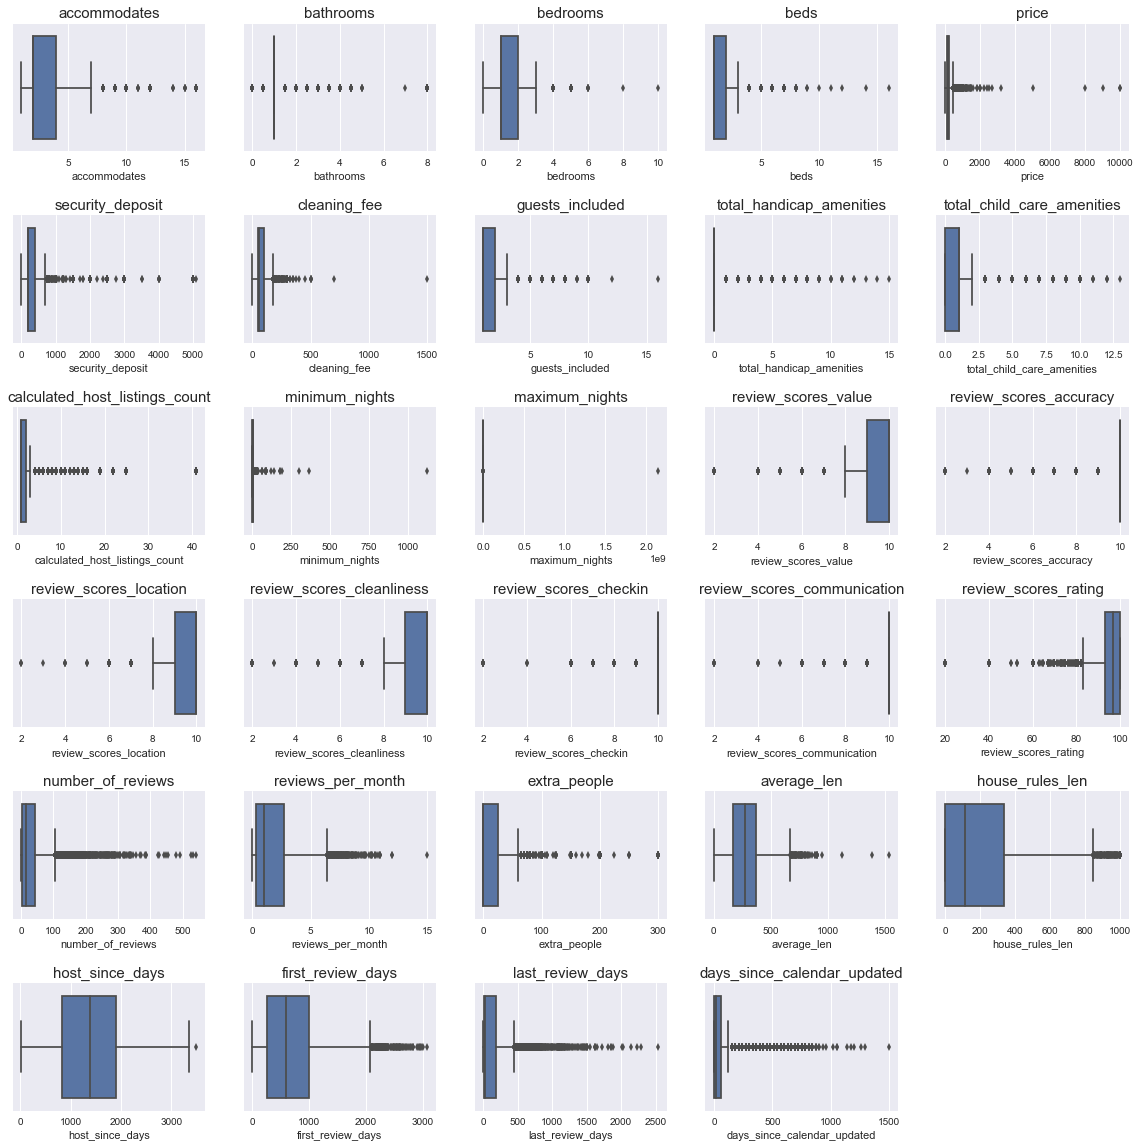 accommodates bathrooms bedrooms beds price
5 10 15 0 2 4 6 8 0 2 4 6 8 10 5 10 15 0 2000 4000 6000 8000 10000
accommodates bathrooms bedrooms beds price
security_deposit cleaning_fee guests_included total_handicap_amenities total_child_care_amenities
0 1000 2000 3000 4000 5000 0 500 1000 1500 5 10 15 0 5 10 15 0.0 2.5 5.0 7.5 10.0 12.5
security_deposit cleaning_fee guests_included total_handicap_amenities total_child_care_amenities
calculated_host_listings_count minimum_nights maximum_nights review_scores_value review_scores_accuracy
0 10 20 30 40 0 250 500 750 1000 0.0 0.5 1.0 1.5 2.0 2 4 6 8 10 2 4 6 8 10
calculated_host_listings_count minimum_nights maximum_nights 1e9 review_scores_value review_scores_accuracy
review_scores_location review_scores_cleanliness review_scores_checkin review_scores_communication review_scores_rating
2 4 6 8 10 2 4 6 8 10 2 4 6 8 10 2 4 6 8 10 20 40 60 80 100
review_scores_location review_scores_cleanliness review_scores_checkin review_scores_communication review_scores_rating
number_of_reviews reviews_per_month extra_people average_len house_rules_len
0 100 200 300 400 500 0 5 10 15 0 100 200 300 0 500 1000 1500 0 200 400 600 800 1000
number_of_reviews reviews_per_month extra_people average_len house_rules_len
host_since_days first_review_days last_review_days days_since_calendar_updated
0 1000 2000 3000 0 1000 2000 3000 0 500 1000 1500 2000 2500 0 500 1000 1500
host_since_days first_review_days last_review_days days_since_calendar_updated